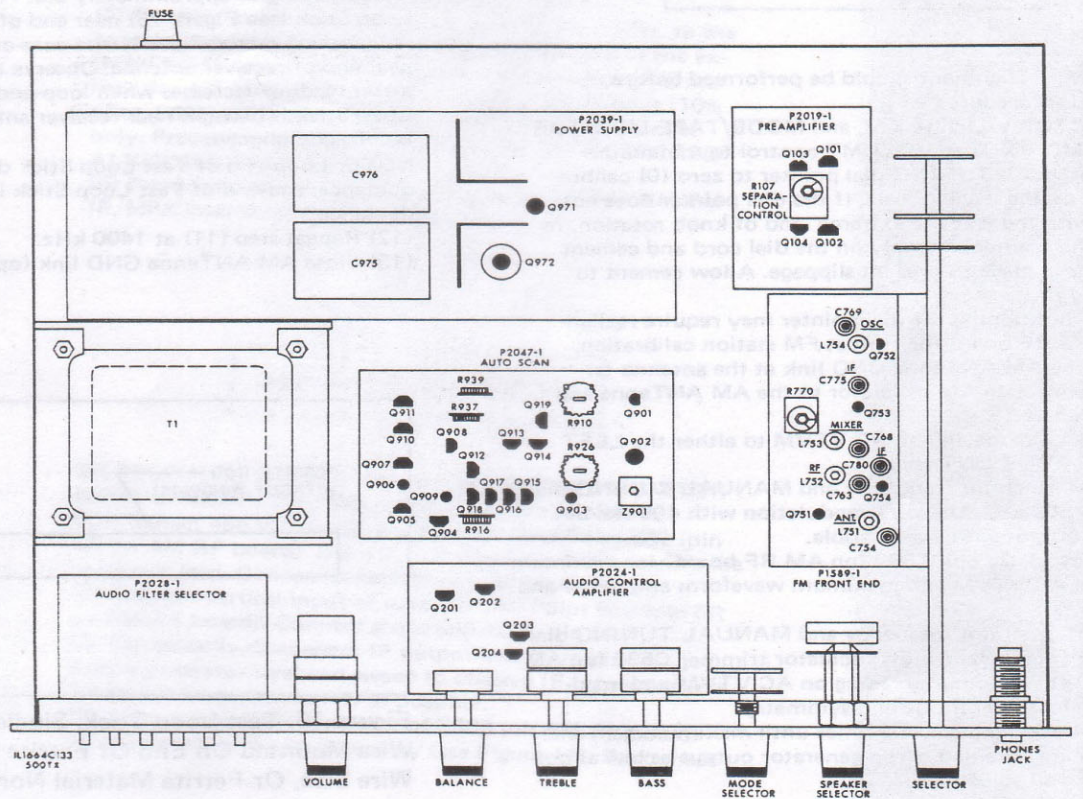 FUSE
P2039-1
POWER SUPPLY
P2019-1
PREAMPLIFIER
C976
C975
Q971
Q972
Q103
Q101
R107
SEPARA-
TION
CONTROL
Q104
Q102
T1
P2047-1
AUTO SCAN
R939
R937
Q911
Q910
Q908
Q907
Q912
Q906
Q909
Q905
Q904
Q913
Q919
Q914
R910
R924
Q901
Q902
Q917
Q915
Q918
Q916
R916
Q903
Z901
C769
OSC
L754
Q752
IF
C775
R770
Q753
MIXER
L753
C768
IF
RF
C780
L752
C763
Q754
Q751
ANT.
C754
P1589-1
FM FRONT END
P2028-1
AUDIO FILTER SELECTOR
P2024-1
AUDIO CONTROL
AMPLIFIER
Q201
Q202
Q203
Q204
IL1664C133
5007T
VOLUME
BALANCE
TREBLE
BASS
MODE
SELECTOR
SPEAKER
SELECTOR
SELECTOR
PHONES
JACK